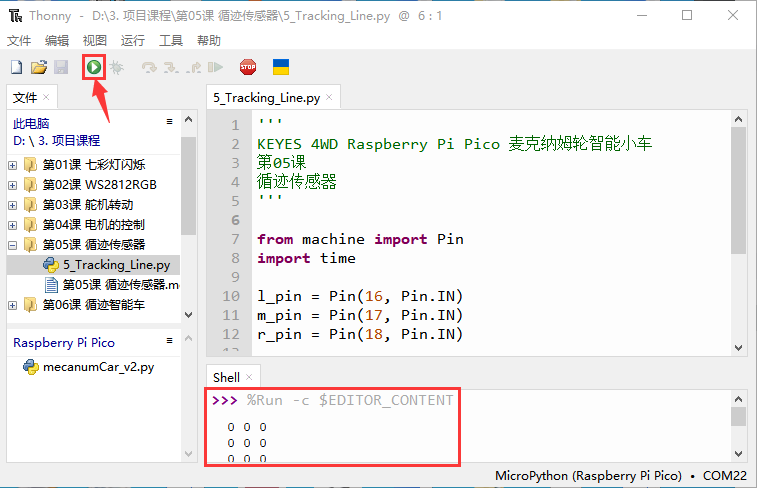 Thonny - D:\3. 项目课程\第05课 循迹传感器\5_Tracking_Line.py @ 6 : 1
文件 编辑 视图 运行 工具 帮助
STOP
文件
此电脑
D: \ 3. 项目课程
第01课 七彩灯闪烁
第02课 WS2812RGB
第03课 舵机转动
第04课 电机的控制
第05课 循迹传感器
5_Tracking_Line.py
第05课 循迹传感器.m
第06课 循迹智能车
Raspberry Pi Pico
mecanumCar_v2.py
5_Tracking_Line.py
1 '''
2 KEYES 4WD Raspberry Pi Pico 麦克纳姆轮智能小车
3 第05课
4 循迹传感器
5 '''
6
7 from machine import Pin
8 import time
9
10 l_pin = Pin(16, Pin.IN)
11 m_pin = Pin(17, Pin.IN)
12 r_pin = Pin(18, Pin.IN)
13
Shell
>>> %Run -c $EDITOR_CONTENT
0 0 0
0 0 0
0 0 0
MicroPython (Raspberry Pi Pico) • COM22